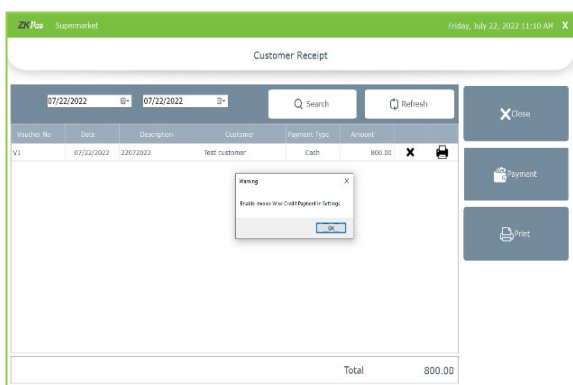 ZKPos Supermarket Friday, July 22, 2022 11:10 AM X
Customer Receipt
07/22/2022 07/22/2022 Search Refresh
Close
Voucher No Date Description Customer Payment Type Amount
V1 07/22/2022 22072022 Test customer Cash 800.00
Warning X
Payment
Enable Invoice Wise Credit Payment in Settings
OK
Print
Total 800.00